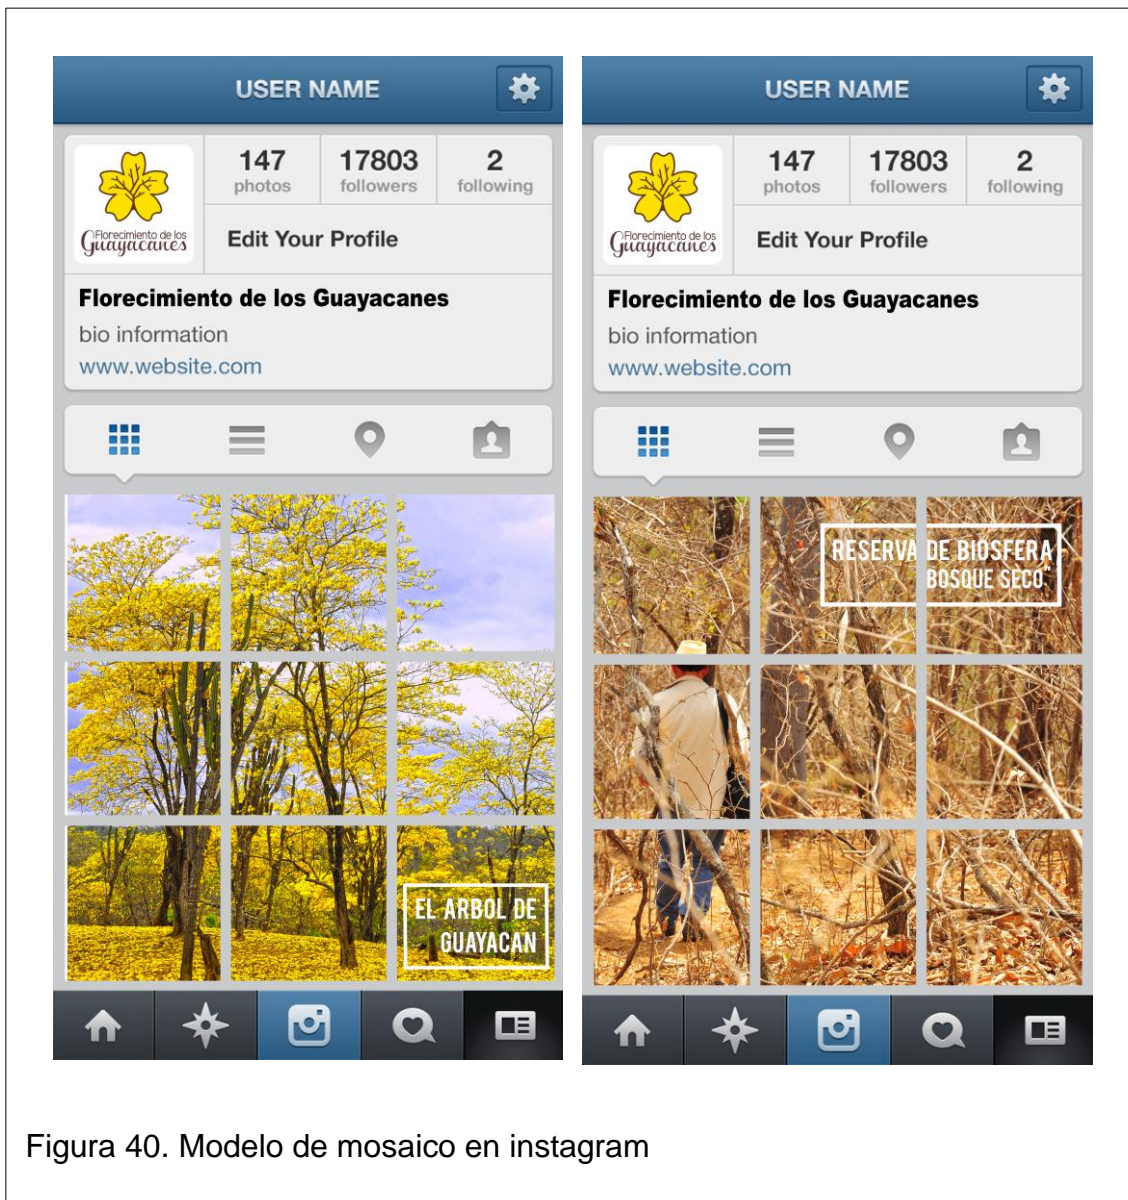 USER NAME
147 17803 2
photos followers following
Florecimiento de los
Guayacanes
Edit Your Profile
Florecimiento de los Guayacanes
bio information
www.website.com
EL ARBOL DE
GUAYACAN
USER NAME
147 17803 2
photos followers following
Florecimiento de los
Guayacanes
Edit Your Profile
Florecimiento de los Guayacanes
bio information
www.website.com
RESERVA DE BIOSFERA
BOSQUE SECO
Figura 40. Modelo de mosaico en instagram